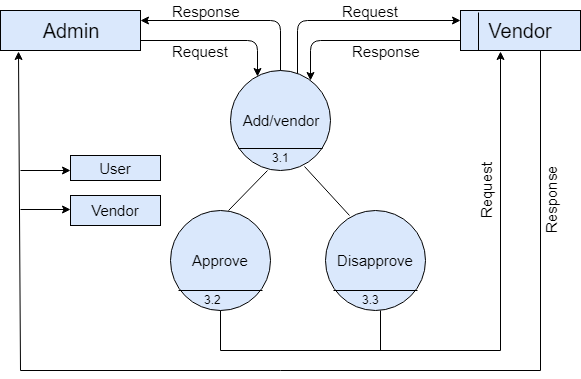 Response
Request
Admin
Vendor
Request
Response
Add/vendor
3.1
User
Vendor
Request
Response
Approve
3.2
Disapprove
3.3